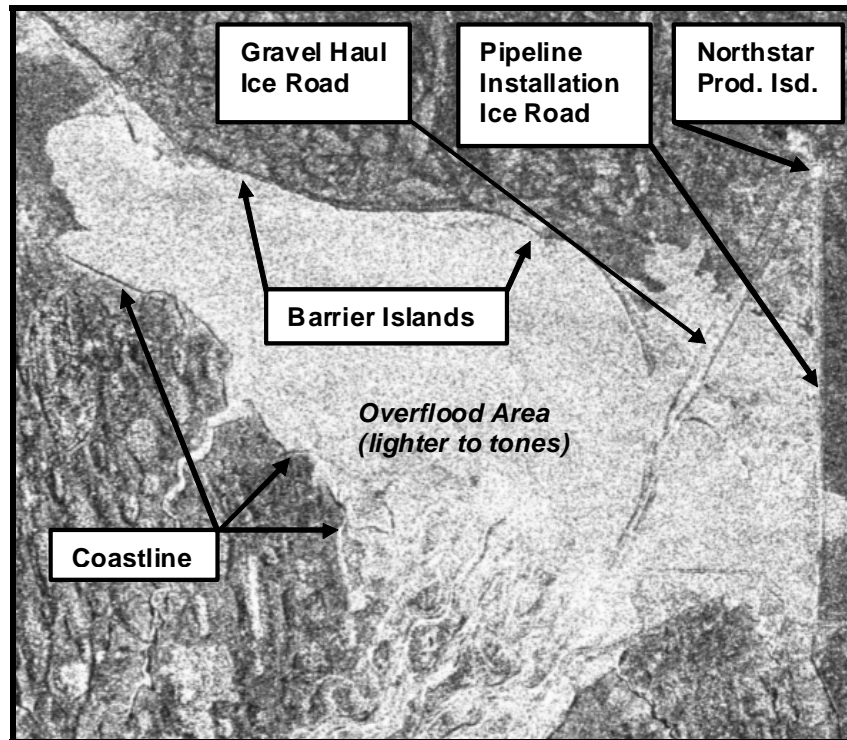 Gravel Haul
Ice Road
Pipeline
Installation
Ice Road
Northstar
Prod. Isd.
Barrier Islands
Overflood Area
(lighter to tones)
Coastline